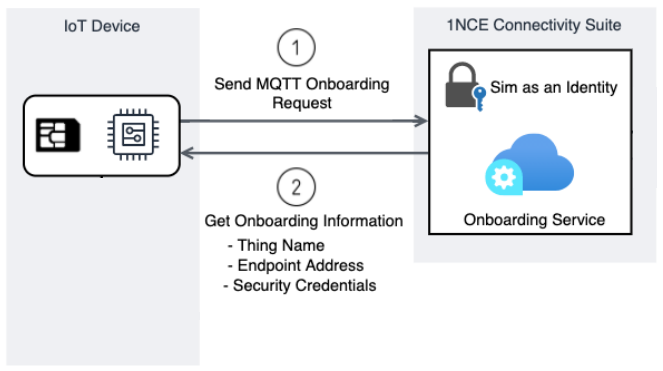 IoT Device
1NCE Connectivity Suite
1
Send MQTT Onboarding
Request
Sim as an Identity
2
Get Onboarding Information
- Thing Name
- Endpoint Address
- Security Credentials
Onboarding Service